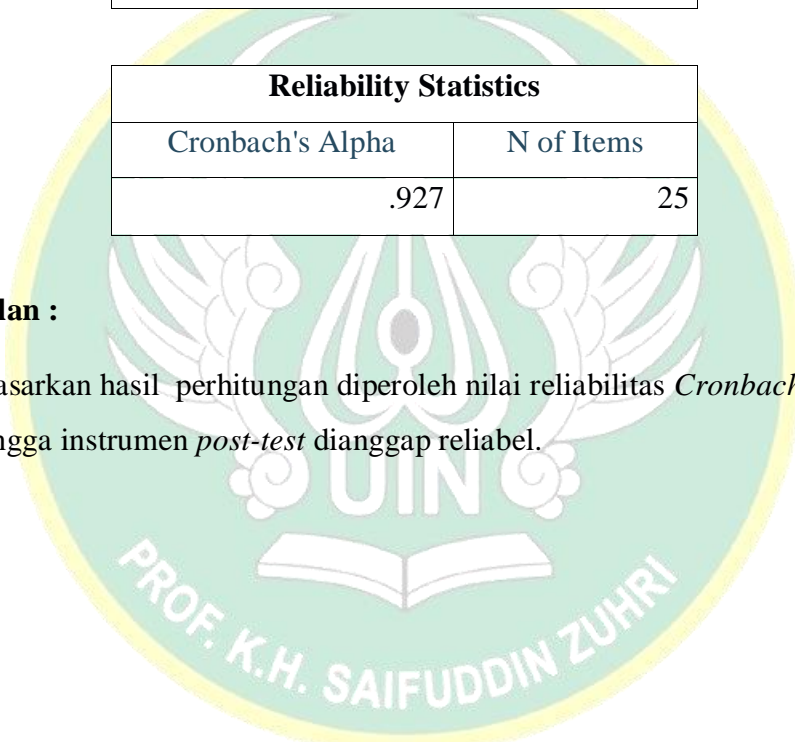 Reliability Statistics
Cronbach's Alpha N of Items
.927 25
lan :
asarkan hasil perhitungan diperoleh nilai reliabilitas Cronbach
ngga instrumen post-test dianggap reliabel.
UIN
PROF. K.H. SAIFUDDIN ZUHRI